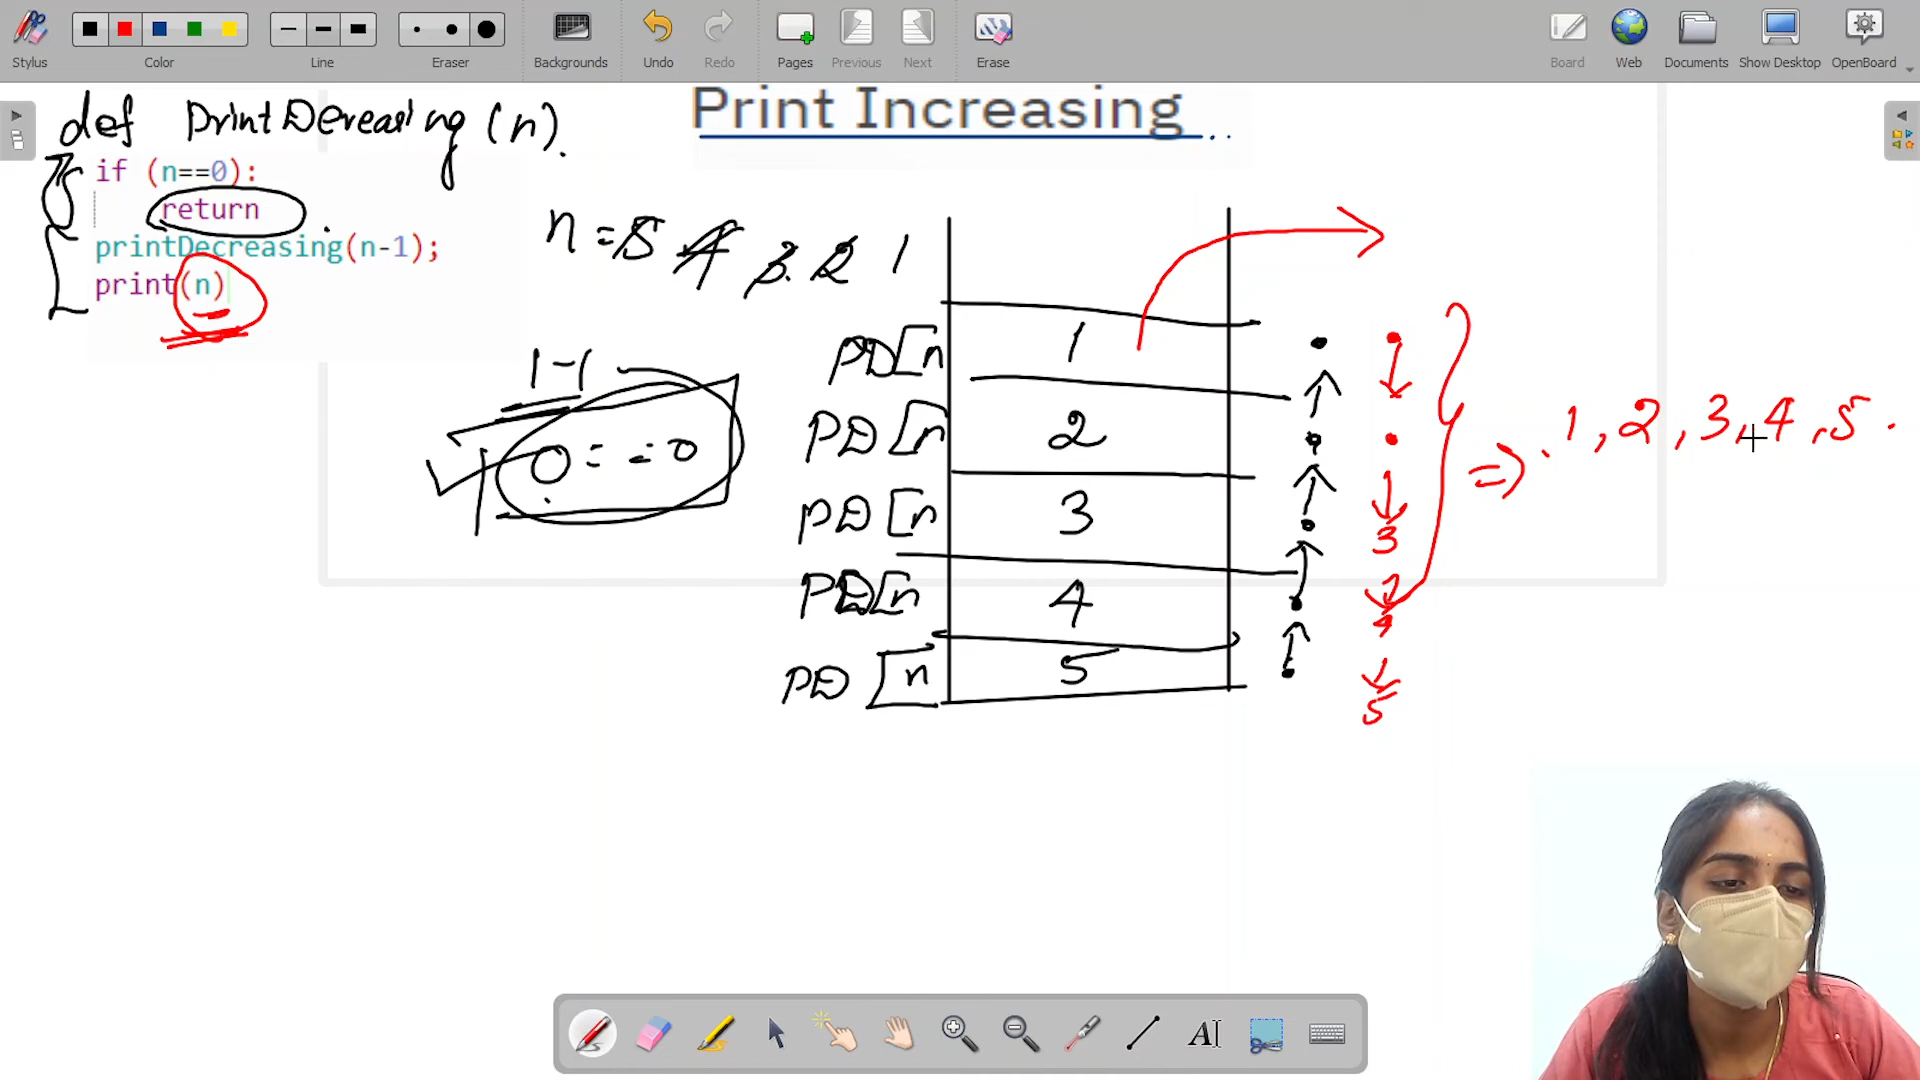 Stylus Color Line Eraser Backgrounds Undo Redo Pages Previous Next Erase Board Web Documents Show Desktop OpenBoard
Print Increasing
def PrintDecreasing (n).
if (n==0):
return
printDecreasing(n-1);
print(n)
n = 5 4 3 2 1
1-1
0 = = 0
PD[n 1
PD[n 2
PD[n 3
PD[n 4
PD[n 5
3
4
5
=> 1, 2, 3, 4, 5.
AI